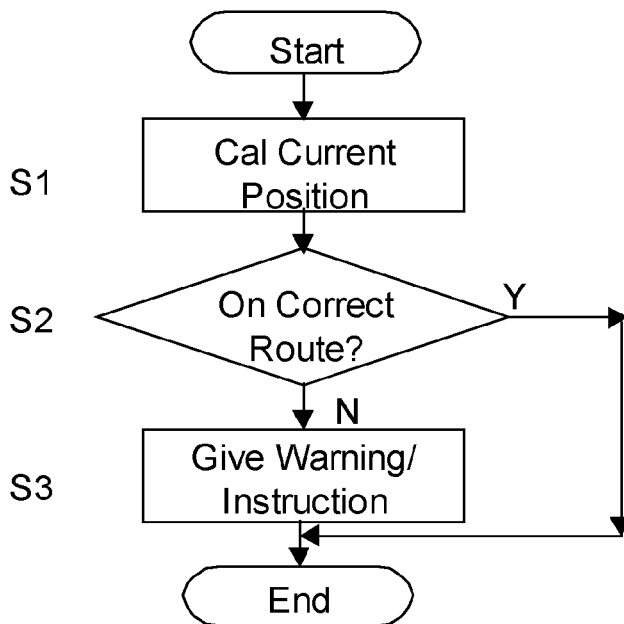 Start
S1
Cal Current
Position
S2
On Correct
Route?
Y
N
S3
Give Warning/
Instruction
End